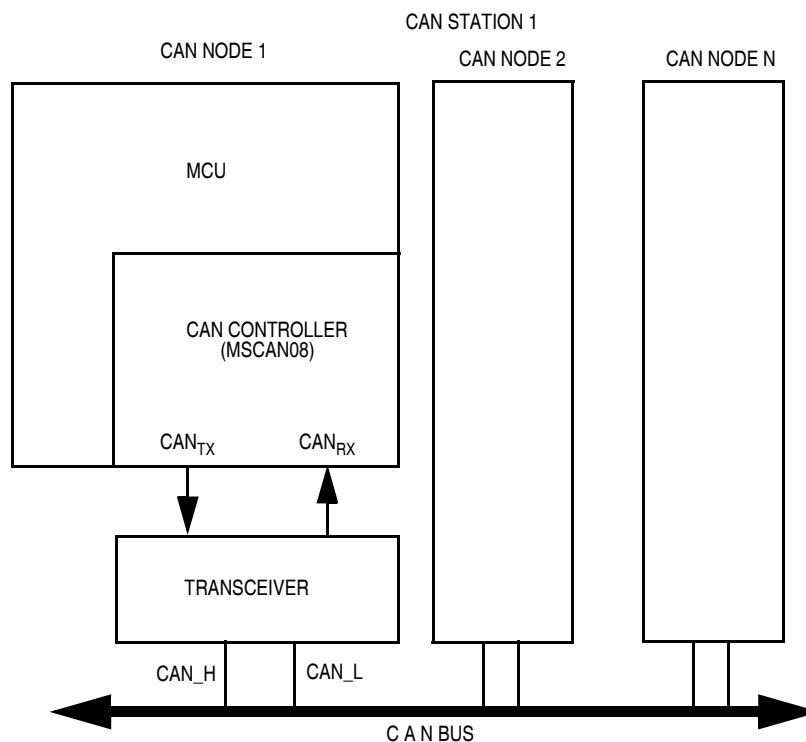 CAN STATION 1
CAN NODE 1
CAN NODE 2
CAN NODE N
MCU
CAN CONTROLLER
(MSCAN08)
CANTX
CANRX
TRANSCEIVER
CAN_H
CAN_L
C A N BUS